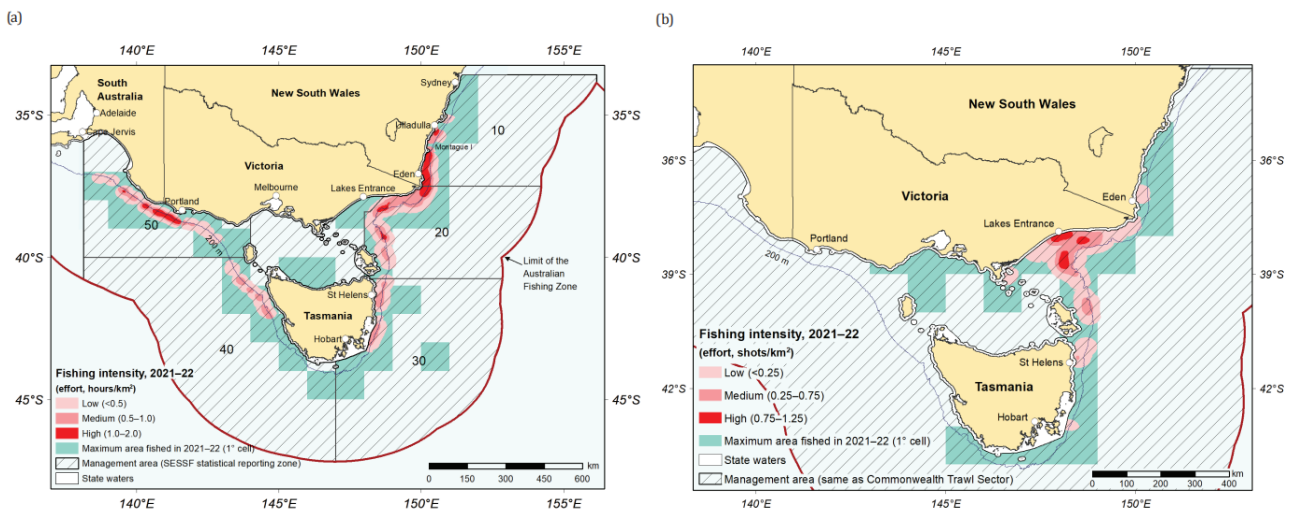 (a)
140°E 145°E 150°E 155°E
South
Australia
New South Wales
Sydney
35°S
35°S
Adelaide
Cape Jervis
Ulladulla
10
Montague I
Victoria
Eden
Melbourne
Lakes Entrance
Portland
50
20
200 m
40°S
40°S
Limit of the
Australian
Fishing Zone
St Helens
Tasmania
Hobart
40
30
Fishing intensity, 2021–22
(effort, hours/km²)
Low (<0.5)
Medium (0.5–1.0)
High (1.0–2.0)
Maximum area fished in 2021–22 (1° cell)
Management area (SESSF statistical reporting zone)
State waters
45°S
45°S
km
0 150 300 450 600
140°E 145°E 150°E 155°E
(b)
140°E 145°E 150°E
New South Wales
36°S
36°S
Victoria
Eden
Lakes Entrance
Portland
200 m
39°S
39°S
Fishing intensity, 2021–22
(effort, shots/km²)
Low (<0.25)
Medium (0.25–0.75)
High (0.75–1.25)
Maximum area fished in 2021–22 (1° cell)
State waters
Management area (same as Commonwealth Trawl Sector)
St Helens
Tasmania
Hobart
42°S
42°S
km
0 100 200 300 400
140°E 145°E 150°E